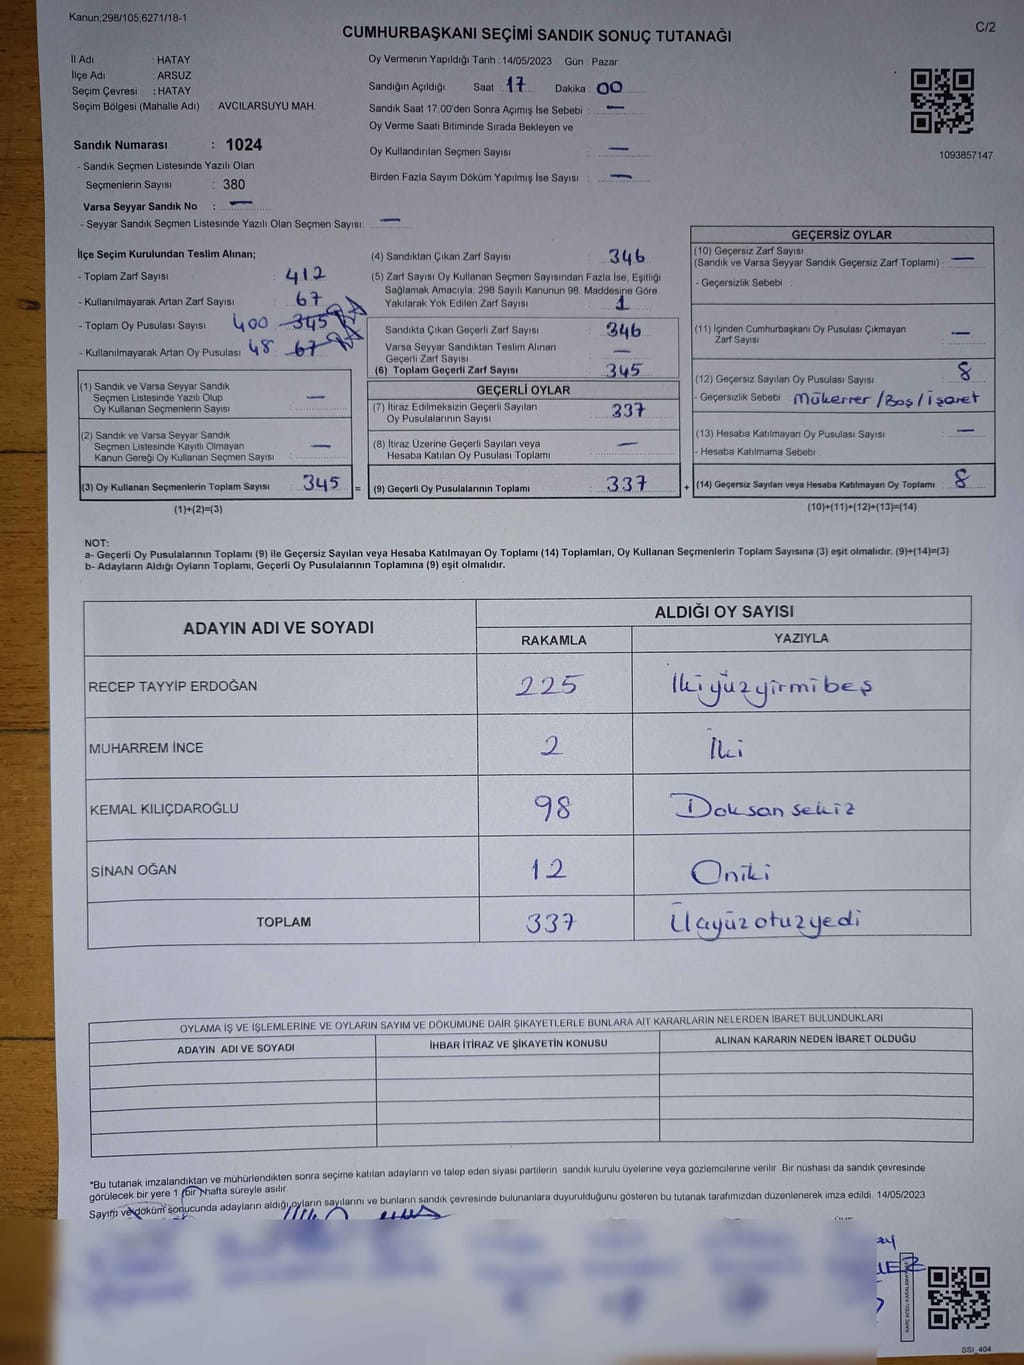 Kanun;298/105;6271/18-1
C/2
CUMHURBAŞKANI SEÇİMİ SANDIK SONUÇ TUTANAĞI
İl Adı : HATAY
İlçe Adı : ARSUZ
Seçim Çevresi : HATAY
Seçim Bölgesi (Mahalle Adı) : AVCILARSUYU MAH.
Sandık Numarası : 1024
- Sandık Seçmen Listesinde Yazılı Olan
Seçmenlerin Sayısı : 380
Varsa Seyyar Sandık No : —
- Seyyar Sandık Seçmen Listesinde Yazılı Olan Seçmen Sayısı: —
Oy Vermenin Yapıldığı Tarih : 14/05/2023 Gün : Pazar
Sandığın Açıldığı Saat : 17 Dakika : 00
Sandık Saat 17:00'den Sonra Açımış İse Sebebi : —
Oy Verme Saati Bitiminde Sırada Bekleyen ve
Oy Kullandırılan Seçmen Sayısı : —
Birden Fazla Sayım Döküm Yapılmış İse Sayısı : —
1093857147
İlçe Seçim Kurulundan Teslim Alınan;
- Toplam Zarf Sayısı : 412
- Kullanılmayarak Artan Zarf Sayısı : 67
- Toplam Oy Pusulası Sayısı : 400 345
- Kullanılmayarak Artan Oy Pusulası : 48 67
(1) Sandık ve Varsa Seyyar Sandık
Seçmen Listesinde Yazılı Olup
Oy Kullanan Seçmenlerin Sayısı : —
(2) Sandık ve Varsa Seyyar Sandık
Seçmen Listesinde Kayıtlı Olmayan
Kanun Gereği Oy Kullanan Seçmen Sayısı : —
(3) Oy Kullanan Seçmenlerin Toplam Sayısı : 345 =
(1)+(2)=(3)
(4) Sandıktan Çıkan Zarf Sayısı : 346
(5) Zarf Sayısı Oy Kullanan Seçmen Sayısından Fazla İse, Eşitliği
Sağlamak Amacıyla; 298 Sayılı Kanunun 98. Maddesine Göre
Yakılarak Yok Edilen Zarf Sayısı : 1
Sandıkta Çıkan Geçerli Zarf Sayısı : 346
Varsa Seyyar Sandıktan Teslim Alınan
Geçerli Zarf Sayısı : —
(6) Toplam Geçerli Zarf Sayısı : 345
GEÇERLİ OYLAR
(7) İtiraz Edilmeksizin Geçerli Sayılan
Oy Pusulalarının Sayısı : 337
(8) İtiraz Üzerine Geçerli Sayılan veya
Hesaba Katılan Oy Pusulası Toplamı : —
(9) Geçerli Oy Pusulalarının Toplamı : 337 +
GEÇERSİZ OYLAR
(10) Geçersiz Zarf Sayısı
(Sandık ve Varsa Seyyar Sandık Geçersiz Zarf Toplamı) : —
- Geçersizlik Sebebi :
(11) İçinden Cumhurbaşkanı Oy Pusulası Çıkmayan
Zarf Sayısı : —
(12) Geçersiz Sayılan Oy Pusulası Sayısı : 8
- Geçersizlik Sebebi : Mükerrer/Boş/İşaret
(13) Hesaba Katılmayan Oy Pusulası Sayısı : —
- Hesaba Katılmama Sebebi :
(14) Geçersiz Sayılan veya Hesaba Katılmayan Oy Toplamı : 8
(10)+(11)+(12)+(13)=(14)
NOT:
a- Geçerli Oy Pusulalarının Toplamı (9) ile Geçersiz Sayılan veya Hesaba Katılmayan Oy Toplamı (14) Toplamları, Oy Kullanan Seçmenlerin Toplam Sayısına (3) eşit olmalıdır. (9)+(14)=(3)
b- Adayların Aldığı Oyların Toplamı, Geçerli Oy Pusulalarının Toplamına (9) eşit olmalıdır.
ADAYIN ADI VE SOYADI
ALDIĞI OY SAYISI
RAKAMLA YAZIYLA
RECEP TAYYİP ERDOĞAN 225 İkiyüzyirmibeş
MUHARREM İNCE 2 İki
KEMAL KILIÇDAROĞLU 98 Doksansekiz
SİNAN OĞAN 12 Oniki
TOPLAM 337 Üçyüzotuzyedi
OYLAMA İŞ VE İŞLEMLERİNE VE OYLARIN SAYIM VE DÖKÜMÜNE DAİR ŞİKAYETLERLE BUNLARA AİT KARARLARIN NELERDEN İBARET BULUNDUKLARI
ADAYIN ADI VE SOYADI İHBAR İTİRAZ VE ŞİKAYETİN KONUSU ALINAN KARARIN NEDEN İBARET OLDUĞU
*Bu tutanak imzalandıktan ve mühürlendikten sonra seçime katılan adayların ve talep eden siyasi partilerin sandık kurulu üyelerine veya gözlemcilerine verilir. Bir nüshası da sandık çevresinde
görülecek bir yere 1 (bir) hafta süreyle asılır.
Sayım ve döküm sonucunda adayların aldığı oyların sayılarını ve bunların sandık çevresinde bulunanlara duyurulduğunu gösteren bu tutanak tarafımızdan düzenlenerek imza edildi. 14/05/2023
SSI_404